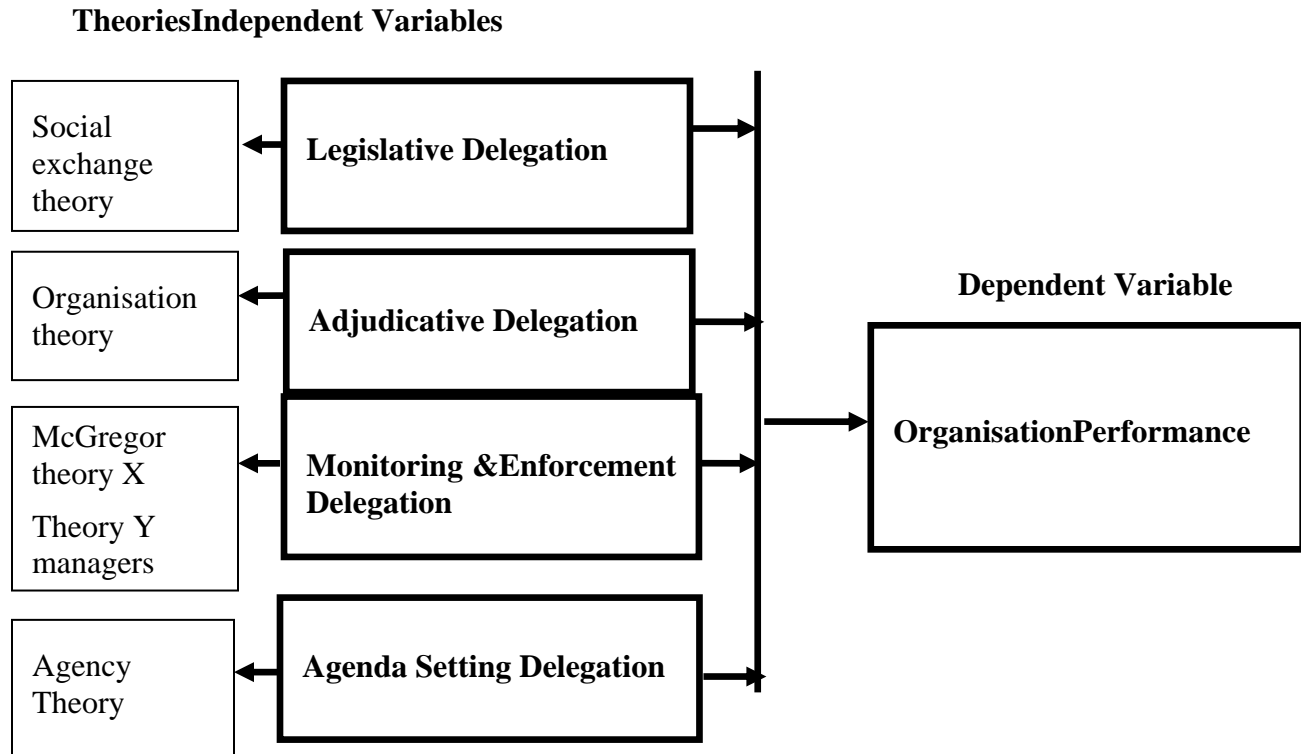 TheoriesIndependent Variables
Social
exchange
theory
Legislative Delegation
Organisation
theory
Adjudicative Delegation
McGregor
theory X
Theory Y
managers
Monitoring &Enforcement
Delegation
Agency
Theory
Agenda Setting Delegation
Dependent Variable
OrganisationPerformance